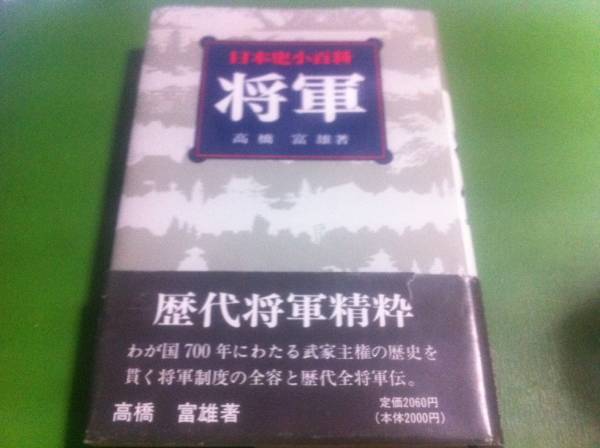 日本史小百科
将軍
高橋 富雄著
歴代将軍精粋
わが国700年にわたる武家主権の歴史を
貫く将軍制度の全容と歴代全将軍伝。
高橋 富雄著
定価2060円
(本体2000円)